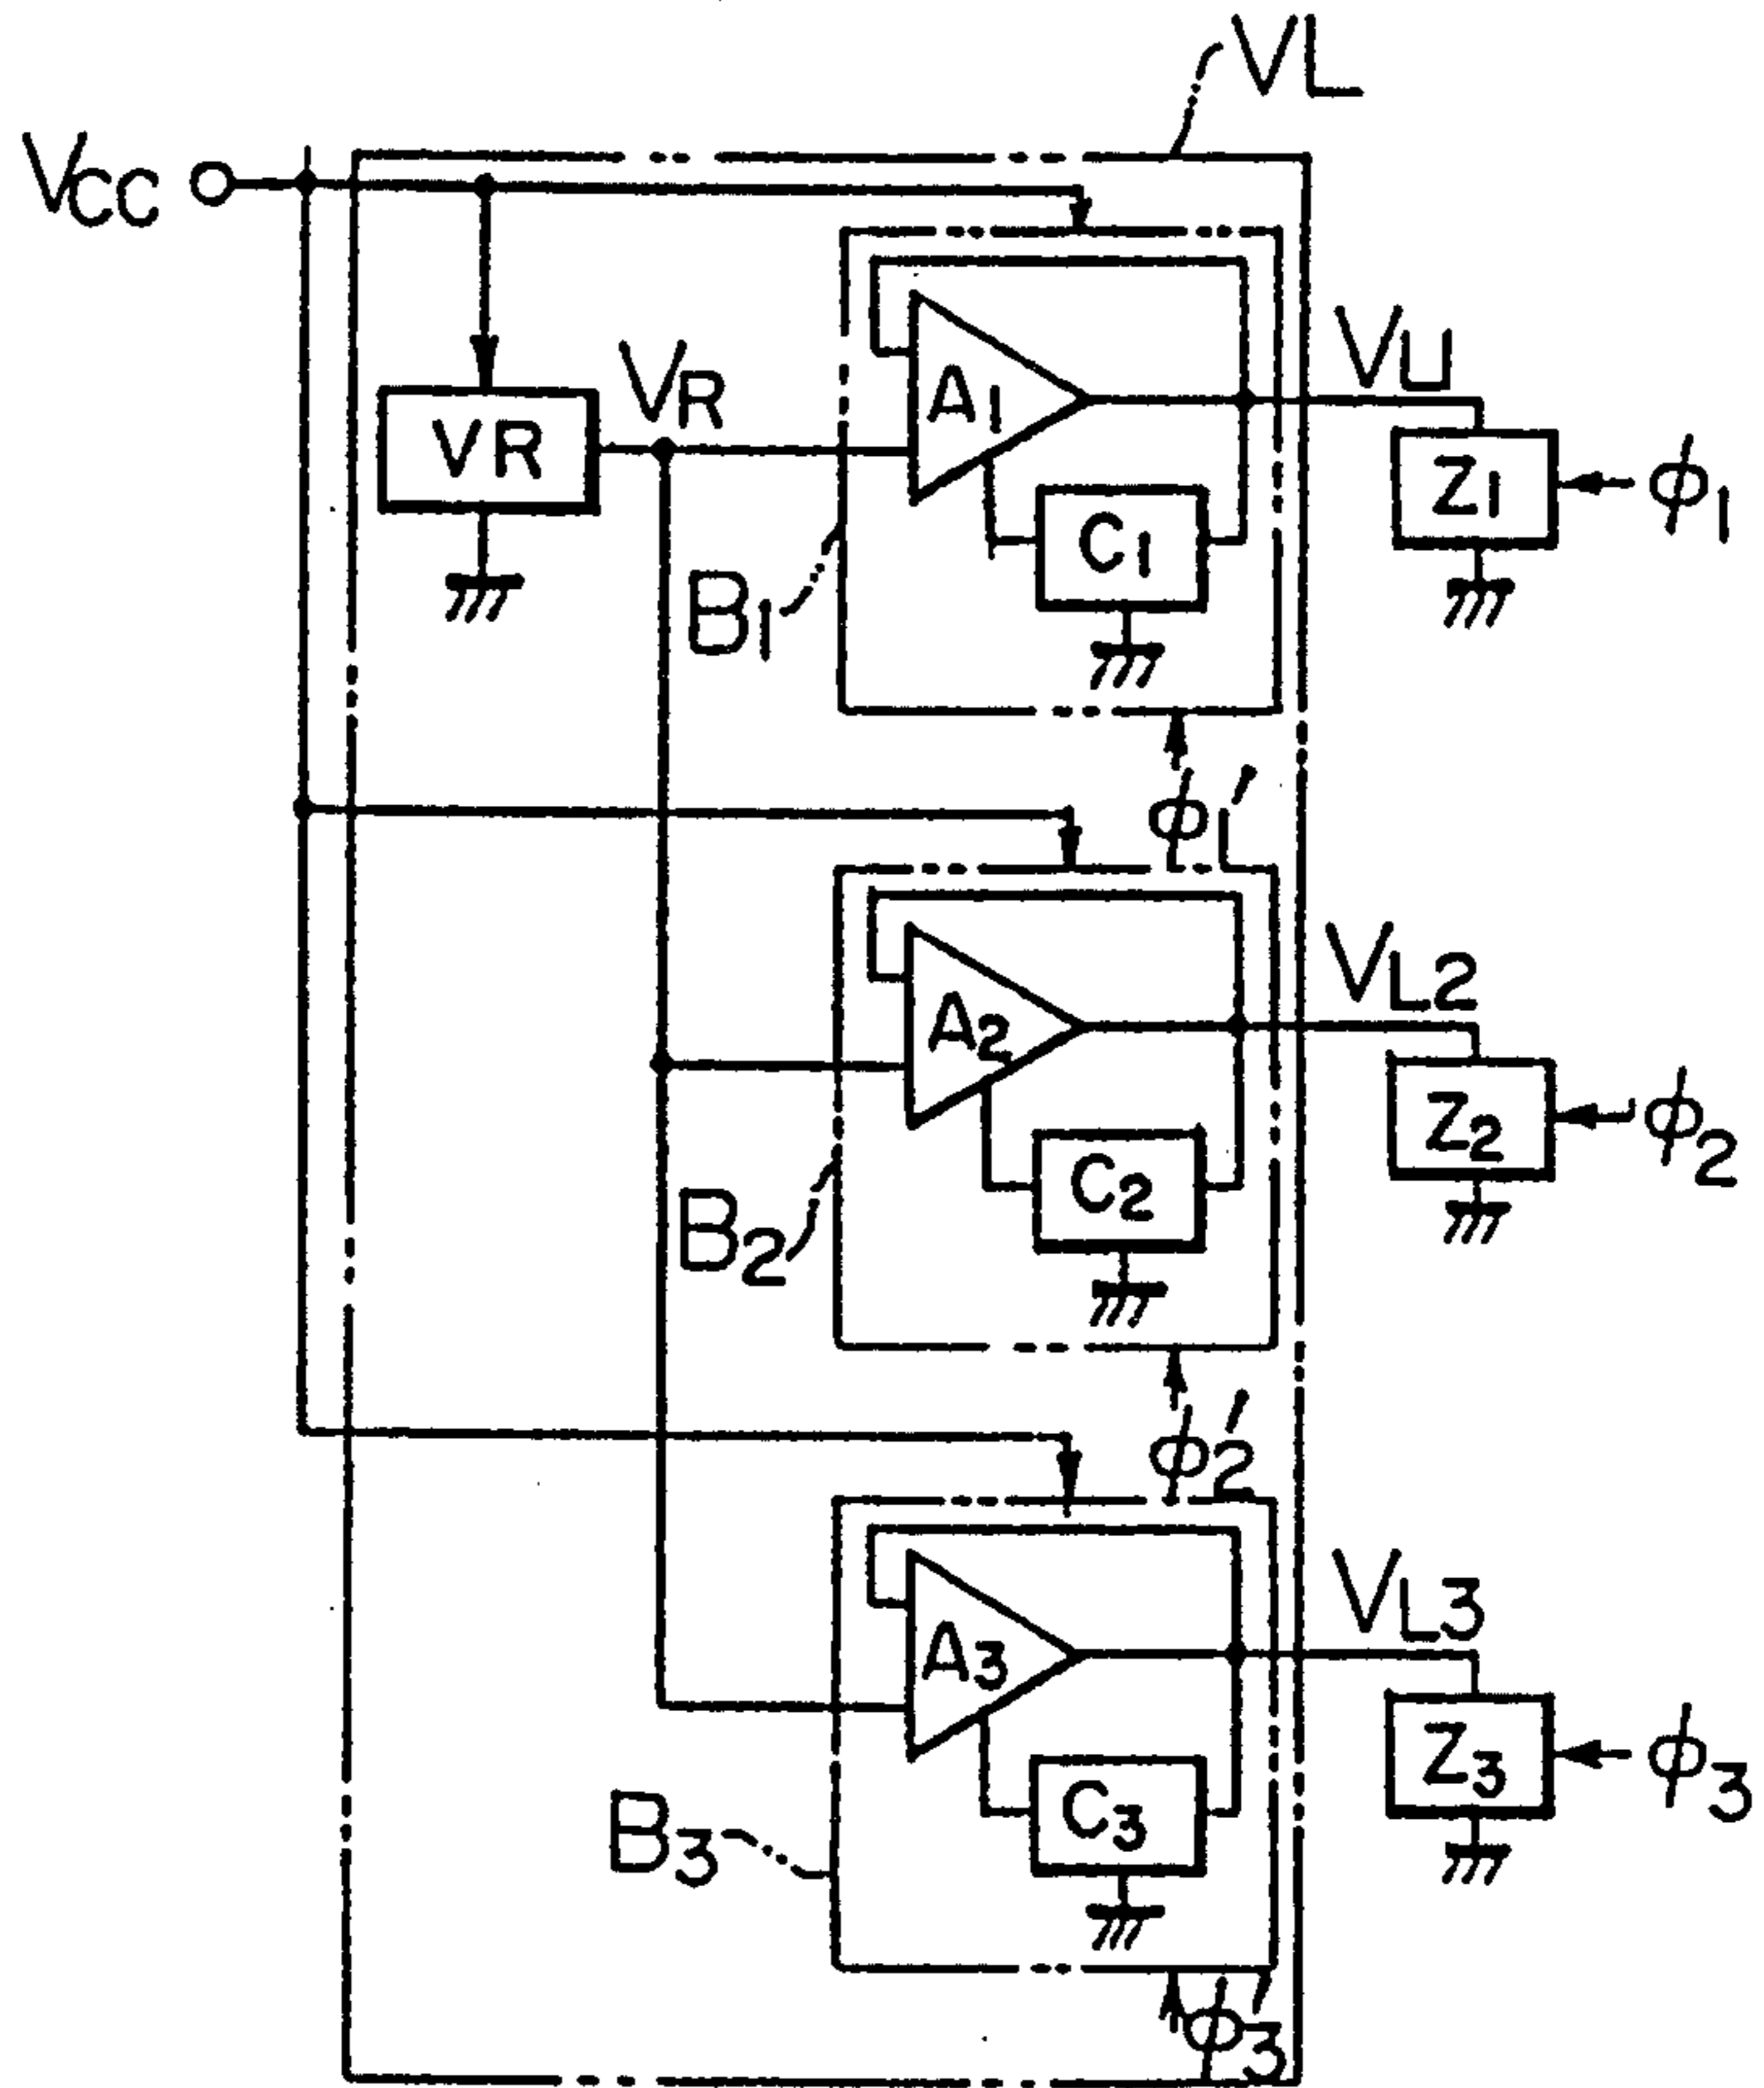 VL
VCC
VR
VR
A1
VL1
C1
Z1
ϕ1
B1
ϕ1'
A2
VL2
C2
Z2
ϕ2
B2
ϕ2'
A3
VL3
C3
Z3
ϕ3
B3
ϕ3'